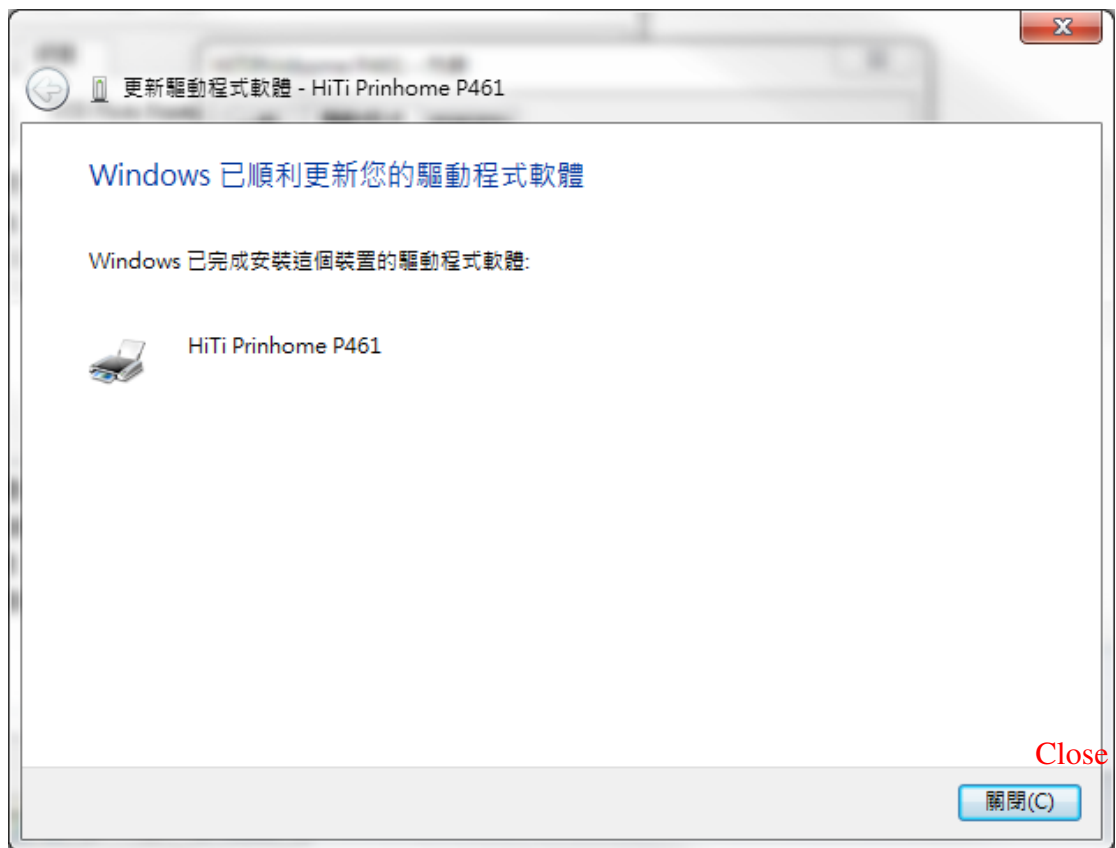 更新驅動程式軟體 - HiTi Prinhome P461
Windows 已順利更新您的驅動程式軟體
Windows 已完成安裝這個裝置的驅動程式軟體:
HiTi Prinhome P461
Close
關閉(C)